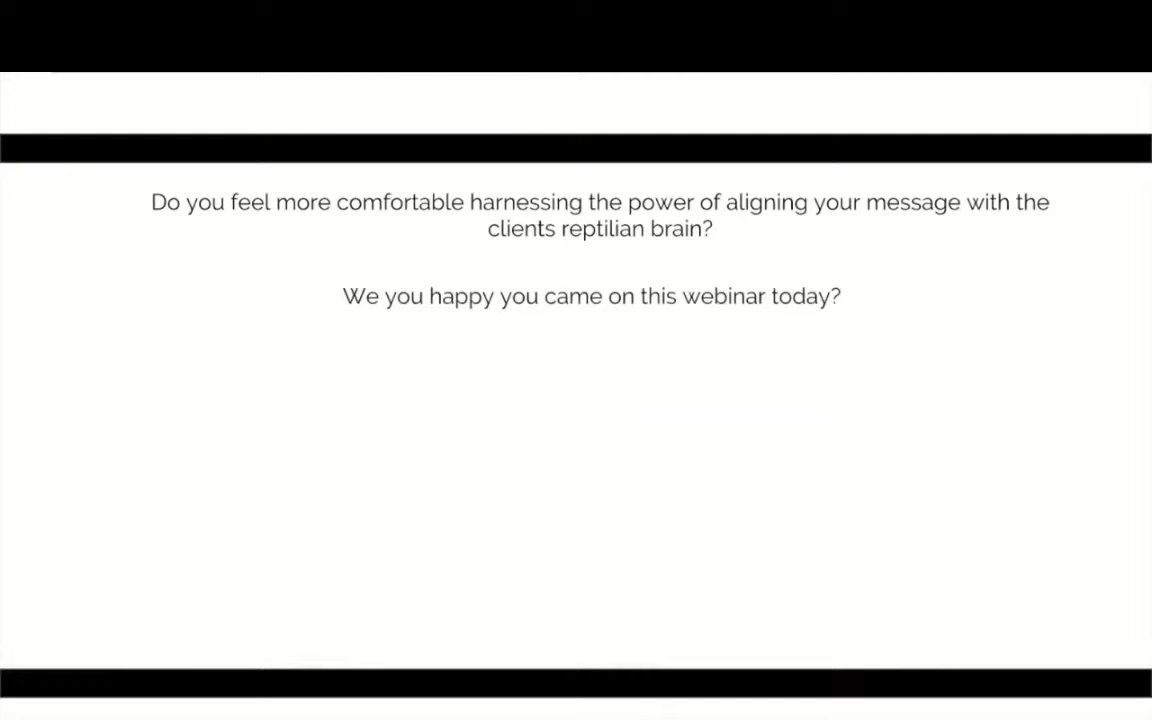 Do you feel more comfortable harnessing the power of aligning your message with the
clients reptilian brain?
We you happy you came on this webinar today?